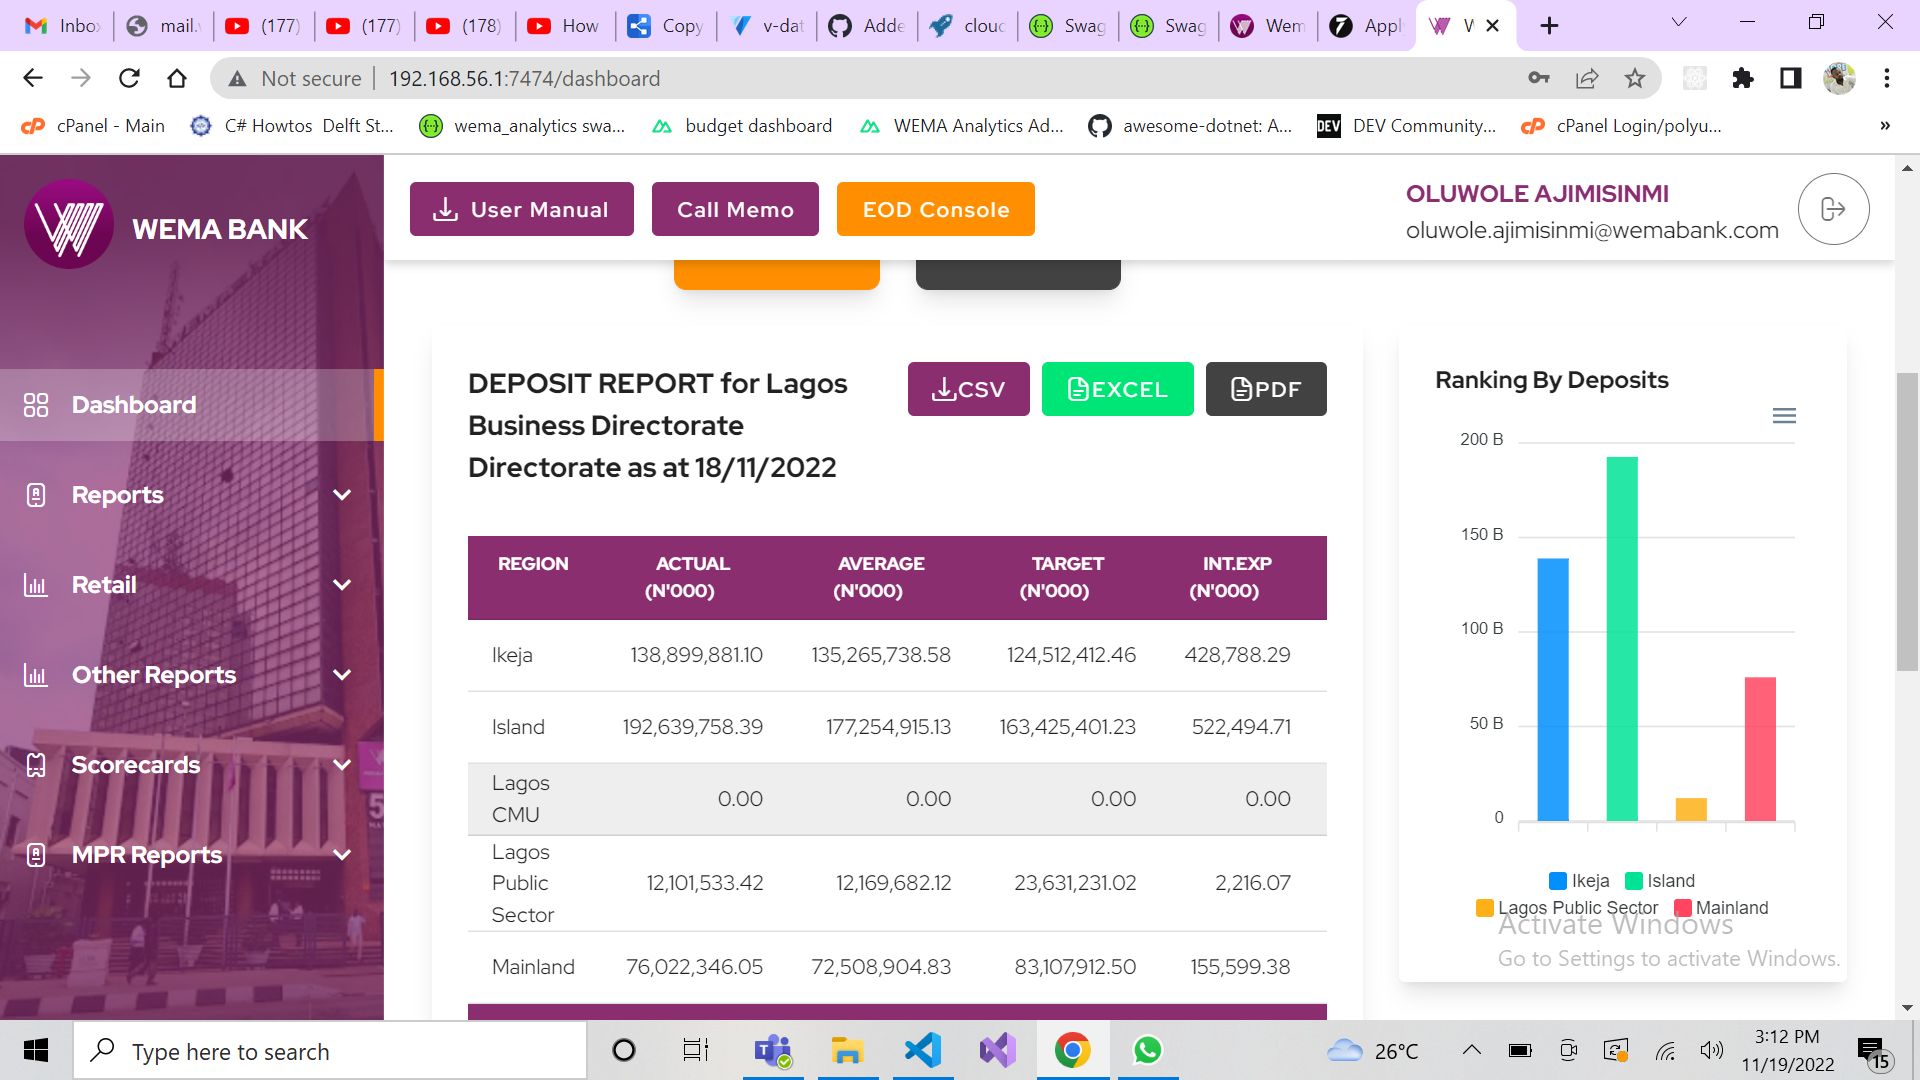 Inbo
mail.
(177)
(177)
(178)
How
Copy
v-dat
Adde
clouc
Swag
Swag
Wem
Apply
Not secure
192.168.56.1:7474/dashboard
cPanel - Main
C# Howtos Delft St...
wema_analytics swa...
budget dashboard
WEMA Analytics Ad...
awesome-dotnet: A...
DEV
DEV Community...
cPanel Login/polyu...
»
WEMA BANK
User Manual
Call Memo
EOD Console
OLUWOLE AJIMISINMI
oluwole.ajimisinmi@wemabank.com
Dashboard
Reports
Retail
Other Reports
Scorecards
MPR Reports
DEPOSIT REPORT for Lagos
Business Directorate
Directorate as at 18/11/2022
CSV
EXCEL
PDF
REGION ACTUAL AVERAGE TARGET INT.EXP
(N'000) (N'000) (N'000) (N'000)
Ikeja 138,899,881.10 135,265,738.58 124,512,412.46 428,788.29
Island 192,639,758.39 177,254,915.13 163,425,401.23 522,494.71
Lagos
CMU 0.00 0.00 0.00 0.00
Lagos
Public 12,101,533.42 12,169,682.12 23,631,231.02 2,216.07
Sector
Mainland 76,022,346.05 72,508,904.83 83,107,912.50 155,599.38
Ranking By Deposits
200 B
150 B
100 B
50 B
0
Ikeja Island
Lagos Public Sector Mainland
Activate Windows
Go to Settings to activate Windows.
Type here to search
26°C
3:12 PM
11/19/2022
15